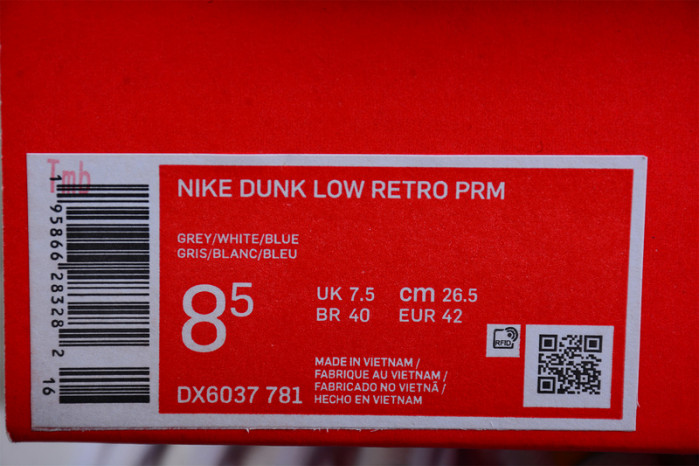 Tmb
1 95866 28328 2
16
NIKE DUNK LOW RETRO PRM
GREY/WHITE/BLUE
GRIS/BLANC/BLEU
8⁵
UK 7.5 cm 26.5
BR 40 EUR 42
RFID
MADE IN VIETNAM /
FABRIQUE AU VIETNAM /
FABRICADO NO VIETNÃ /
HECHO EN VIETNAM
DX6037 781